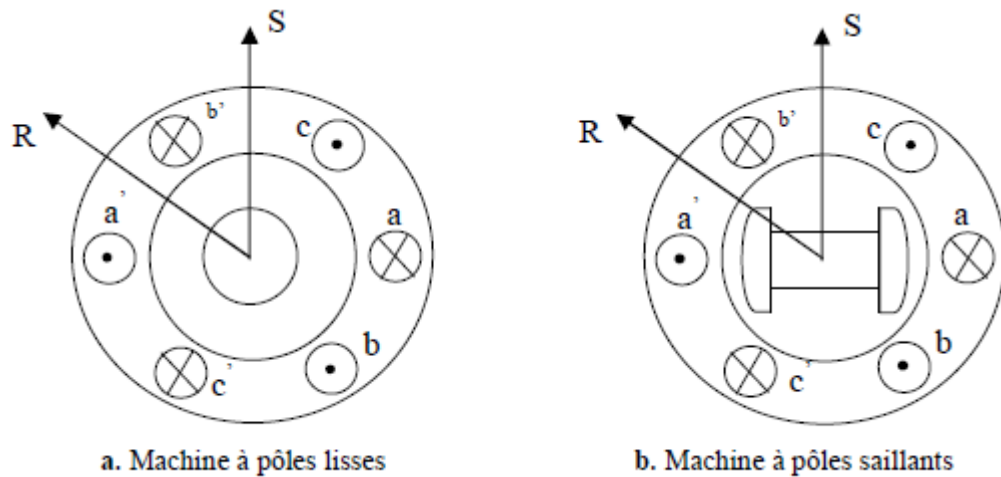 S
R
b’
c
a’
a
c’
b
a. Machine à pôles lisses
S
R
b’
c
a’
a
c’
b
b. Machine à pôles saillants